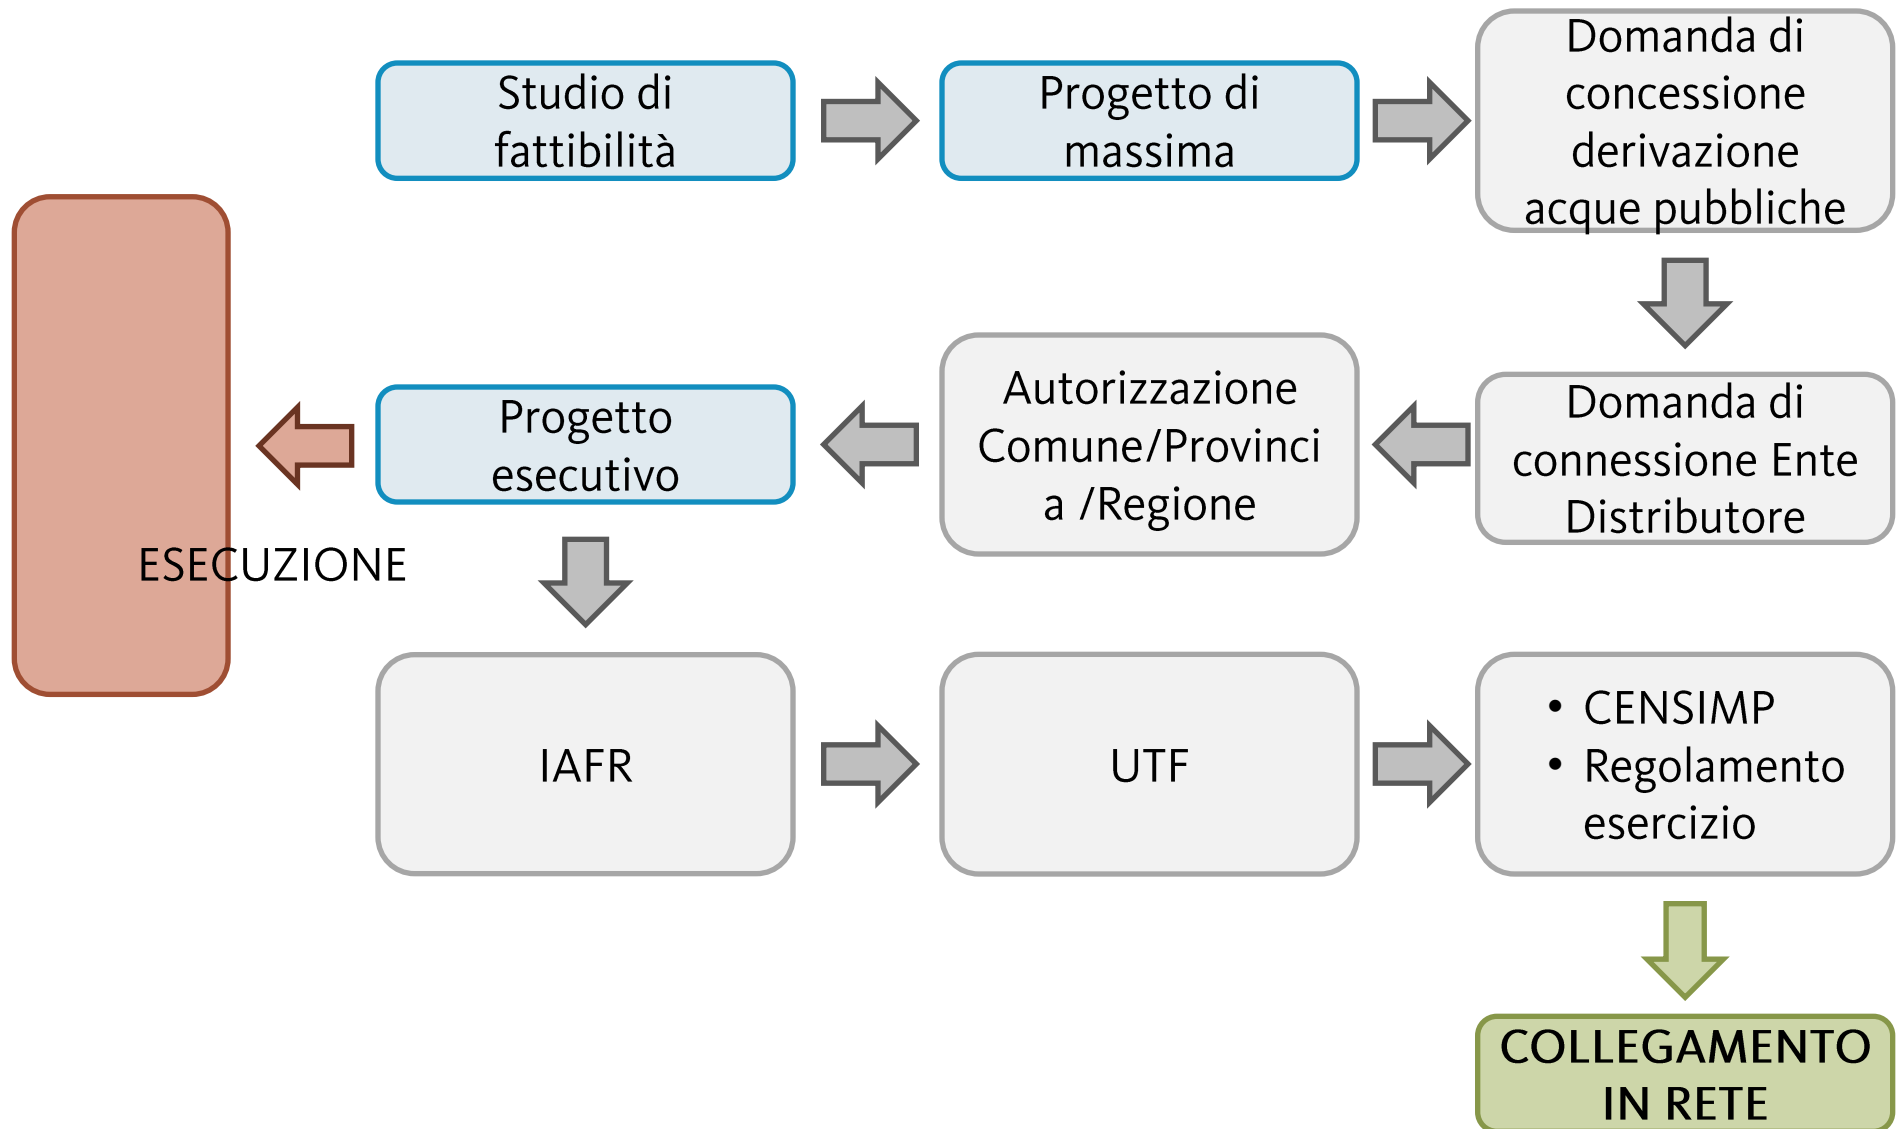 Studio di
fattibilità
Progetto di
massima
Domanda di
concessione
derivazione
acque pubbliche
Domanda di
connessione Ente
Distributore
Autorizzazione
Comune/Provinci
a /Regione
Progetto
esecutivo
ESECUZIONE
IAFR
UTF
• CENSIMP
• Regolamento
esercizio
COLLEGAMENTO
IN RETE